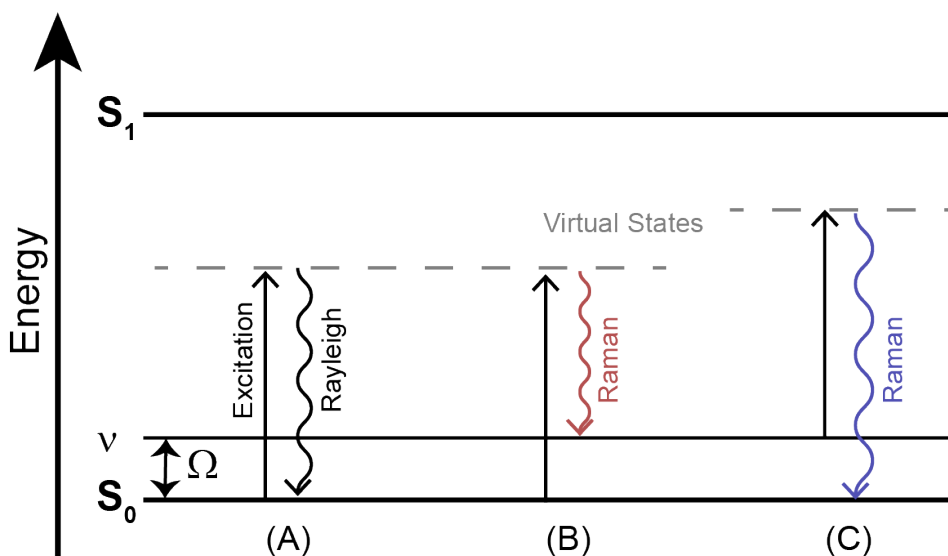 S₁
Virtual States
Energy
Excitation
Rayleigh
Raman
Raman
ν
Ω
S₀
(A)
(B)
(C)